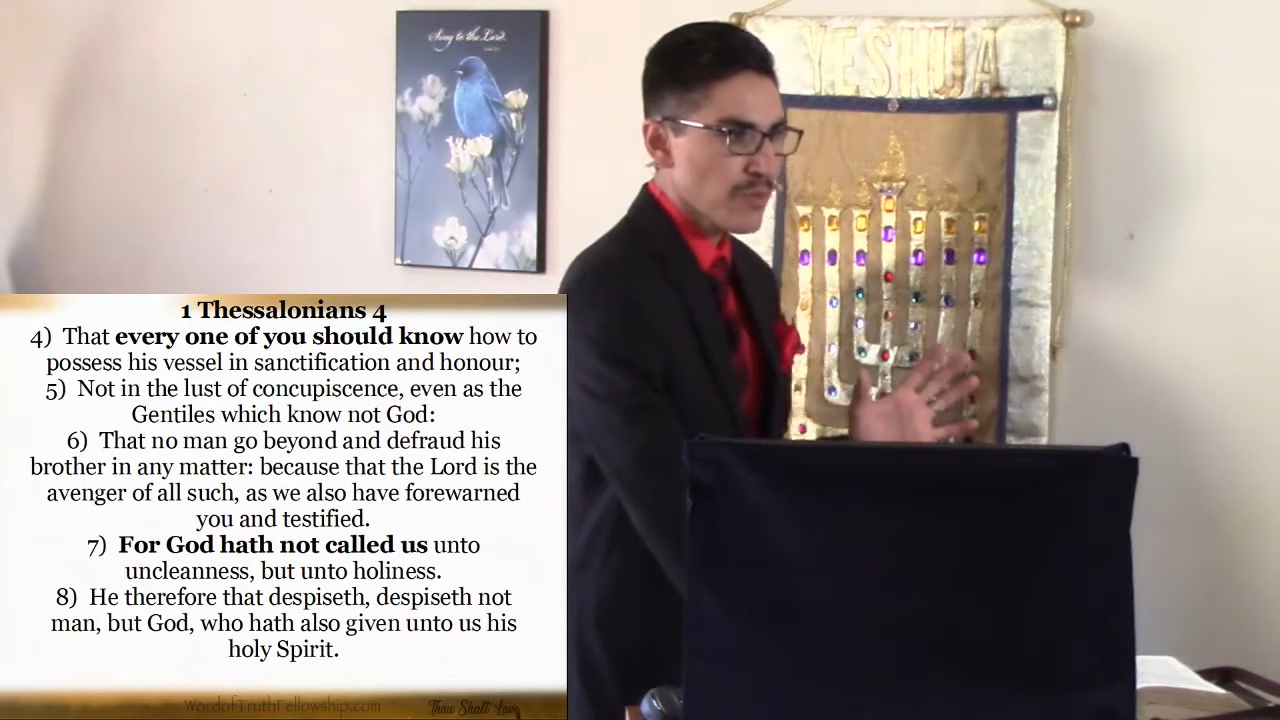 Sing to the Lord
YESHUA
1 Thessalonians 4
4) That every one of you should know how to
possess his vessel in sanctification and honour;
5) Not in the lust of concupiscence, even as the
Gentiles which know not God:
6) That no man go beyond and defraud his
brother in any matter: because that the Lord is the
avenger of all such, as we also have forewarned
you and testified.
7) For God hath not called us unto
uncleanness, but unto holiness.
8) He therefore that despiseth, despiseth not
man, but God, who hath also given unto us his
holy Spirit.
WordofTruthFellowship.com
Thou Shalt Love